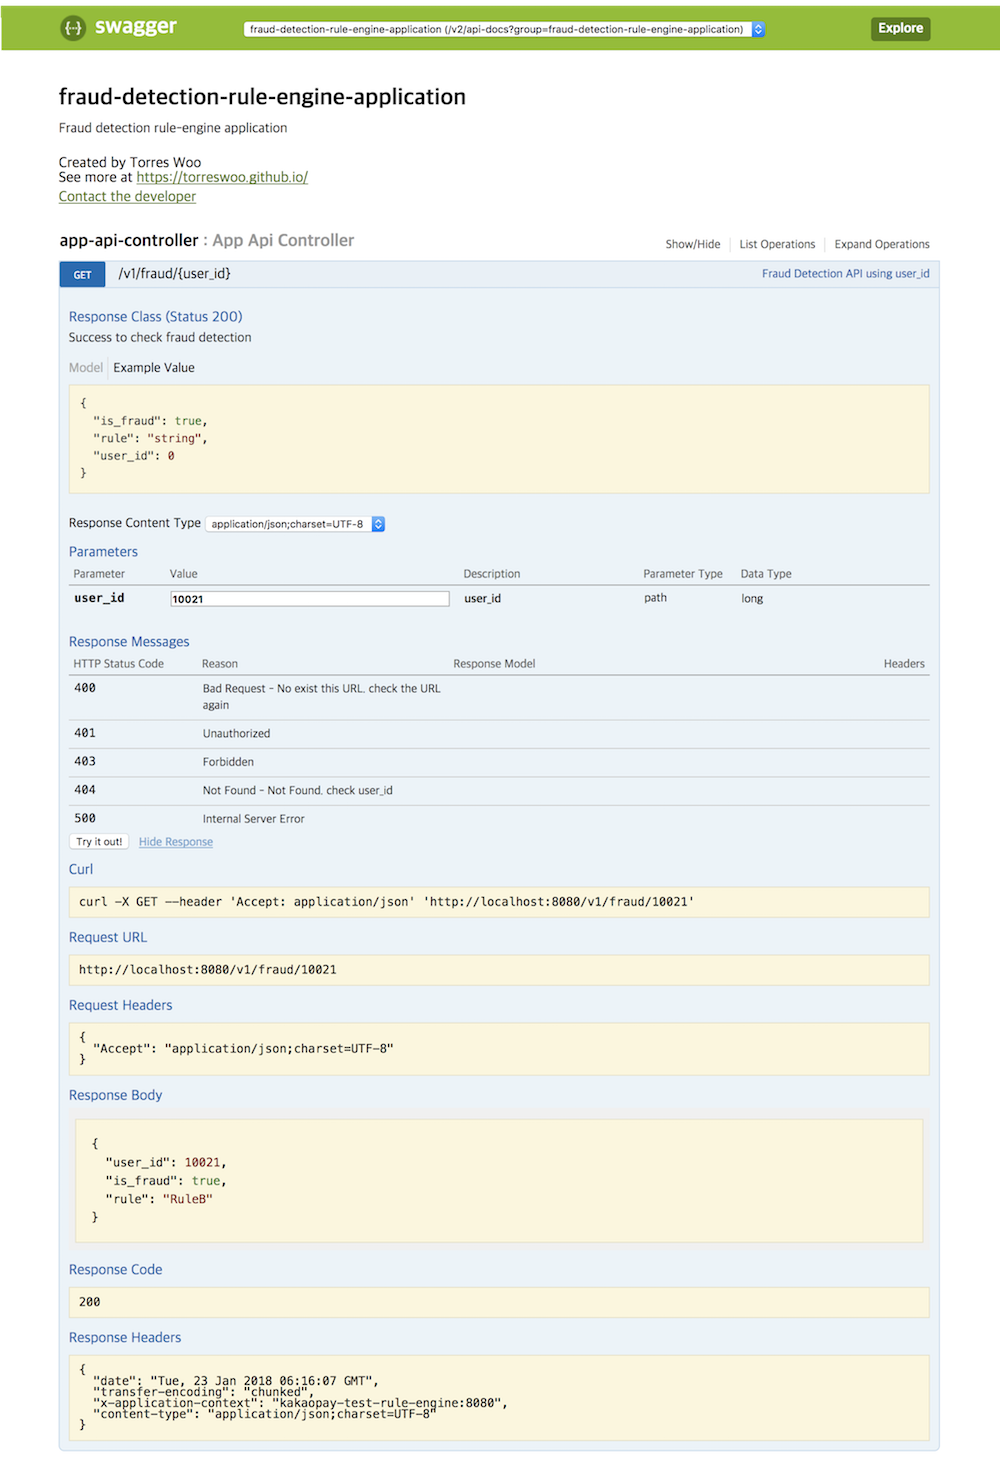 {-} swagger
fraud-detection-rule-engine-application (/v2/api-docs?group=fraud-detection-rule-engine-application)
Explore
fraud-detection-rule-engine-application
Fraud detection rule-engine application
Created by Torres Woo
See more at https://torreswoo.github.io/
Contact the developer
app-api-controller : App Api Controller
Show/Hide List Operations Expand Operations
GET /v1/fraud/{user_id} Fraud Detection API using user_id
Response Class (Status 200)
Success to check fraud detection
Model Example Value
{
"is_fraud": true,
"rule": "string",
"user_id": 0
}
Response Content Type application/json;charset=UTF-8
Parameters
Parameter Value Description Parameter Type Data Type
user_id 10021 user_id path long
Response Messages
HTTP Status Code Reason Response Model Headers
400 Bad Request - No exist this URL. check the URL
again
401 Unauthorized
403 Forbidden
404 Not Found - Not Found. check user_id
500 Internal Server Error
Try it out! Hide Response
Curl
curl -X GET --header 'Accept: application/json' 'http://localhost:8080/v1/fraud/10021'
Request URL
http://localhost:8080/v1/fraud/10021
Request Headers
{
"Accept": "application/json;charset=UTF-8"
}
Response Body
{
"user_id": 10021,
"is_fraud": true,
"rule": "RuleB"
}
Response Code
200
Response Headers
{
"date": "Tue, 23 Jan 2018 06:16:07 GMT",
"transfer-encoding": "chunked",
"x-application-context": "kakaopay-test-rule-engine:8080",
"content-type": "application/json;charset=UTF-8"
}